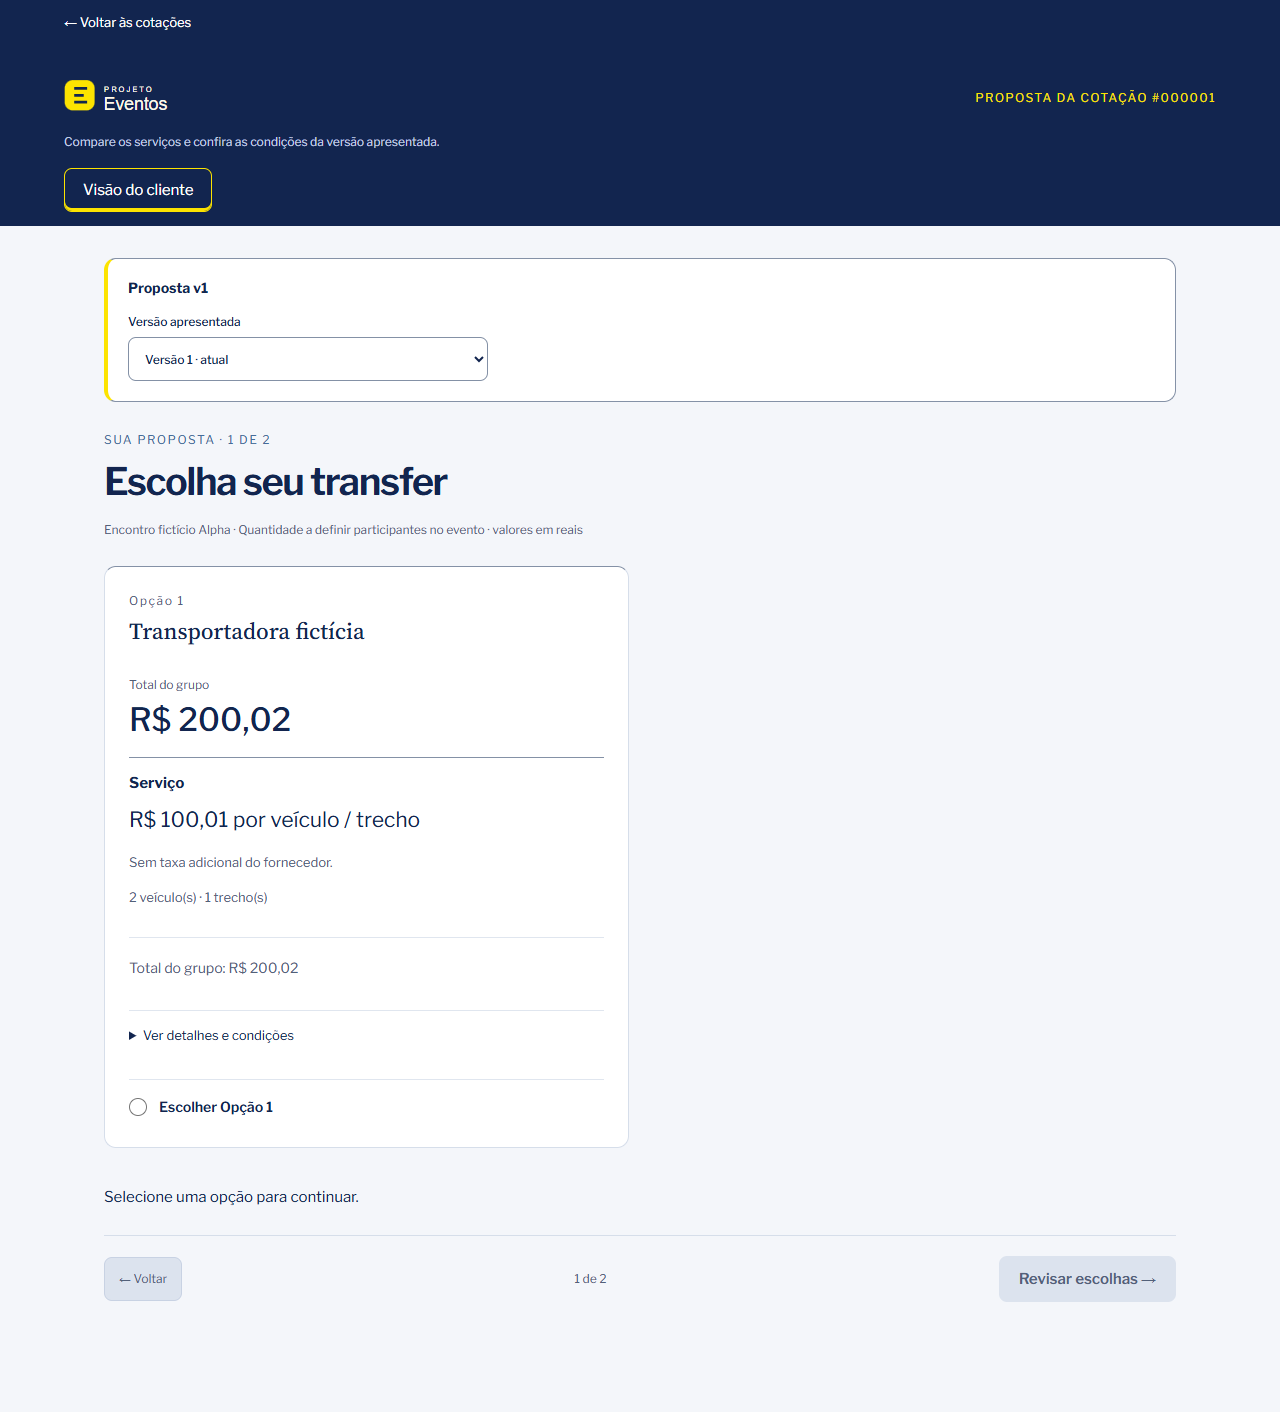 ← Voltar às cotações
PROJETO
Eventos
PROPOSTA DA COTAÇÃO #000001
Compare os serviços e confira as condições da versão apresentada.
Visão do cliente
Proposta v1
Versão apresentada
Versão 1 · atual
SUA PROPOSTA · 1 DE 2
Escolha seu transfer
Encontro fictício Alpha · Quantidade a definir participantes no evento · valores em reais
Opção 1
Transportadora fictícia
Total do grupo
R$ 200,02
Serviço
R$ 100,01 por veículo / trecho
Sem taxa adicional do fornecedor.
2 veículo(s) · 1 trecho(s)
Total do grupo: R$ 200,02
Ver detalhes e condições
Escolher Opção 1
Selecione uma opção para continuar.
← Voltar
1 de 2
Revisar escolhas →